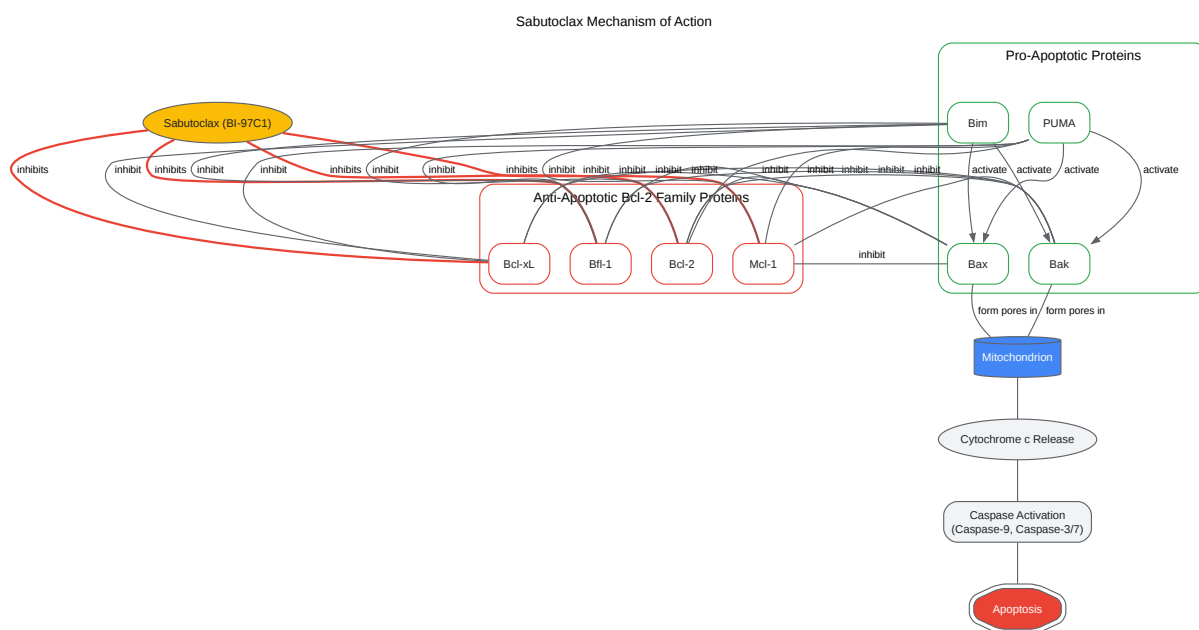 Sabutoclax Mechanism of Action
Pro-Apoptotic Proteins
Sabutoclax (BI-97C1)
Bim
PUMA
inhibits
inhibit
inhibits
inhibit
inhibit
inhibits
inhibit
inhibit
inhibits
inhibit
inhibit
inhibit
inhibit
inhibit
inhibit
inhibit
inhibit
inhibit
inhibit
activate
activate
activate
activate
Anti-Apoptotic Bcl-2 Family Proteins
Bcl-xL
Bfl-1
Bcl-2
Mcl-1
inhibit
Bax
Bak
form pores in
form pores in
Mitochondrion
Cytochrome c Release
Caspase Activation
(Caspase-9, Caspase-3/7)
Apoptosis